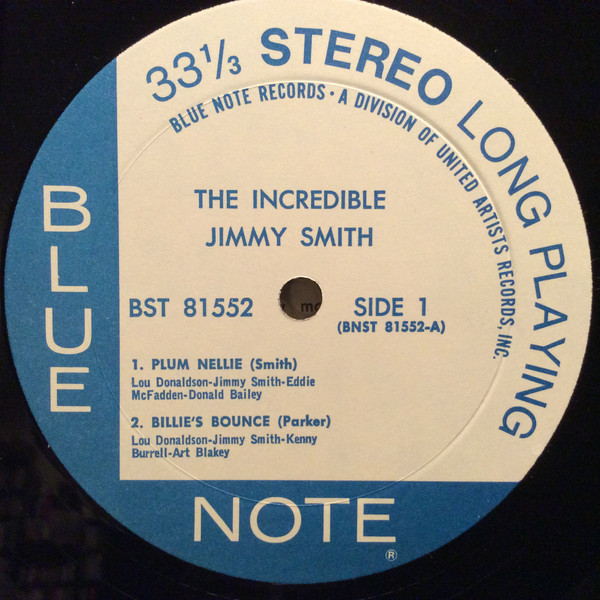 33⅓ STEREO LONG PLAYING
BLUE NOTE RECORDS • A DIVISION OF UNITED ARTISTS RECORDS, INC.
THE INCREDIBLE
JIMMY SMITH
BST 81552
SIDE 1
(BNST 81552-A)
1. PLUM NELLIE (Smith)
Lou Donaldson-Jimmy Smith-Eddie
McFadden-Donald Bailey
2. BILLIE'S BOUNCE (Parker)
Lou Donaldson-Jimmy Smith-Kenny
Burrell-Art Blakey
BLUE
NOTE
®